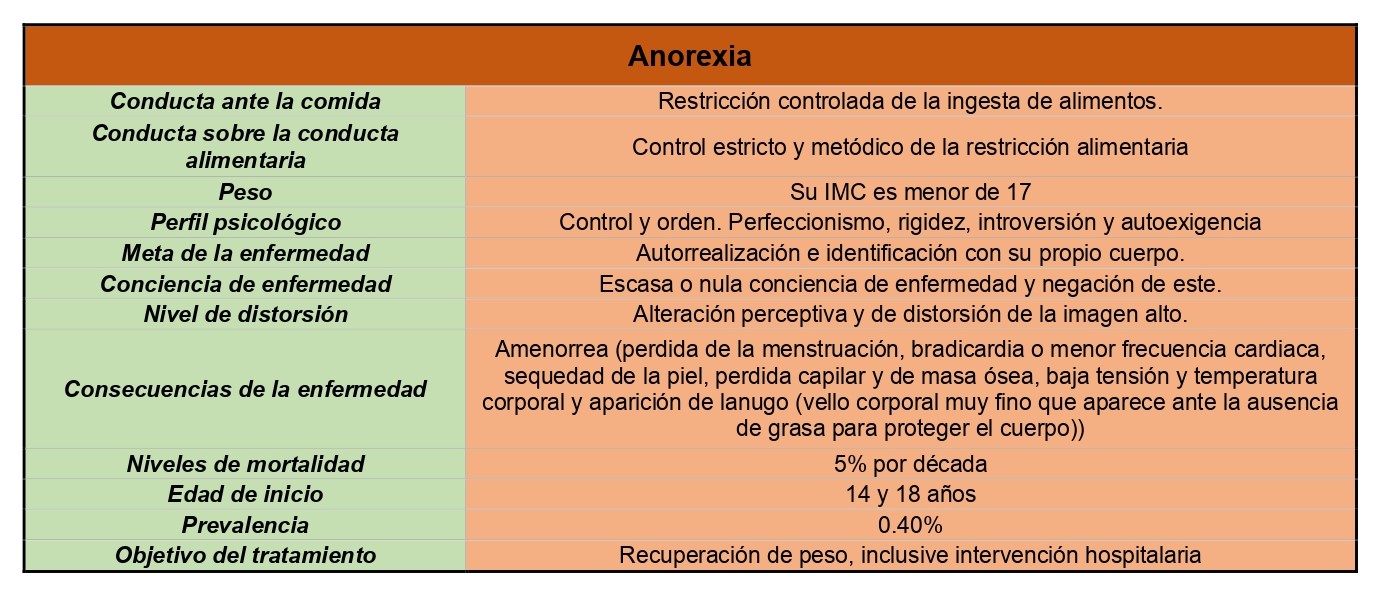 Anorexia
Conducta ante la comida
Restricción controlada de la ingesta de alimentos.
Conducta sobre la conducta
alimentaria
Control estricto y metódico de la restricción alimentaria
Peso
Su IMC es menor de 17
Perfil psicológico
Control y orden. Perfeccionismo, rigidez, introversión y autoexigencia
Meta de la enfermedad
Autorrealización e identificación con su propio cuerpo.
Conciencia de enfermedad
Escasa o nula conciencia de enfermedad y negación de este.
Nivel de distorsión
Alteración perceptiva y de distorsión de la imagen alto.
Consecuencias de la enfermedad
Amenorrea (perdida de la menstruación, bradicardia o menor frecuencia cardiaca,
sequedad de la piel, perdida capilar y de masa ósea, baja tensión y temperatura
corporal y aparición de lanugo (vello corporal muy fino que aparece ante la ausencia
de grasa para proteger el cuerpo))
Niveles de mortalidad
5% por década
Edad de inicio
14 y 18 años
Prevalencia
0.40%
Objetivo del tratamiento
Recuperación de peso, inclusive intervención hospitalaria